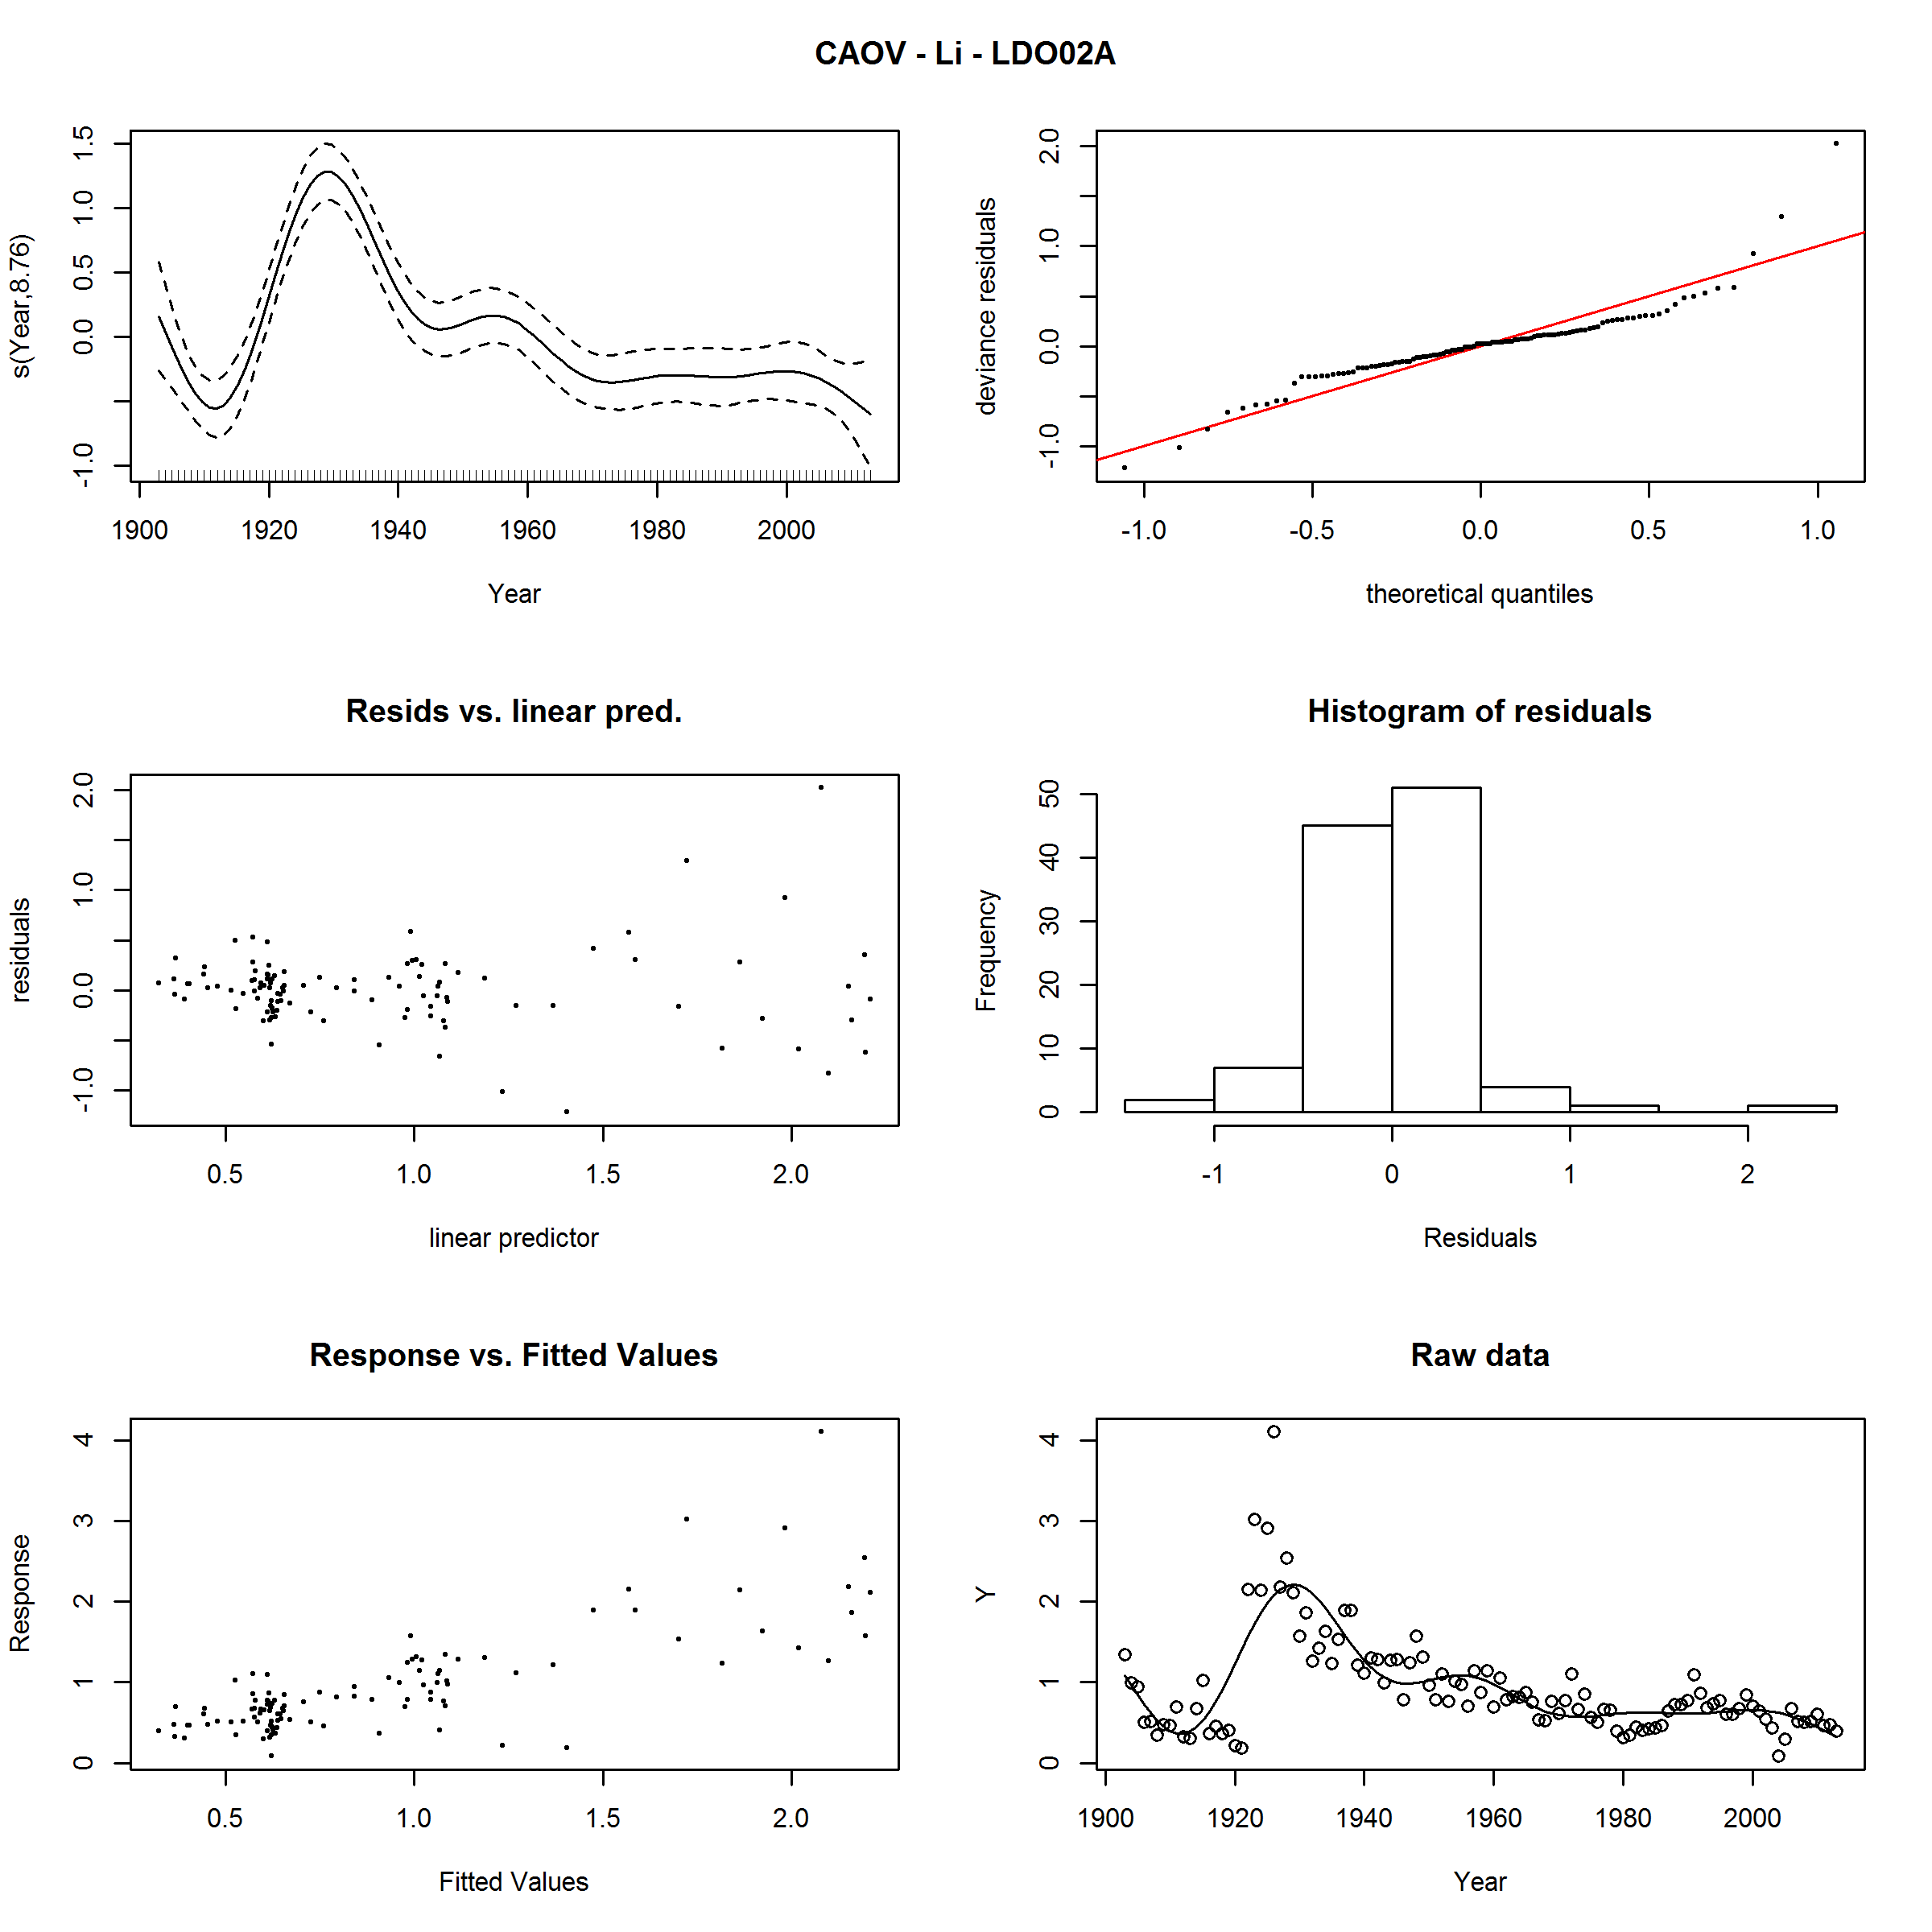 CAOV - Li - LDO02A
s(Year,8.76)
-1.0 0.0 0.5 1.0 1.5
1900 1920 1940 1960 1980 2000
Year
deviance residuals
-1.0 0.0 1.0 2.0
-1.0 -0.5 0.0 0.5 1.0
theoretical quantiles
Resids vs. linear pred.
residuals
-1.0 0.0 1.0 2.0
0.5 1.0 1.5 2.0
linear predictor
Histogram of residuals
Frequency
0 10 20 30 40 50
-1 0 1 2
Residuals
Response vs. Fitted Values
Response
0 1 2 3 4
0.5 1.0 1.5 2.0
Fitted Values
Raw data
Y
0 1 2 3 4
1900 1920 1940 1960 1980 2000
Year